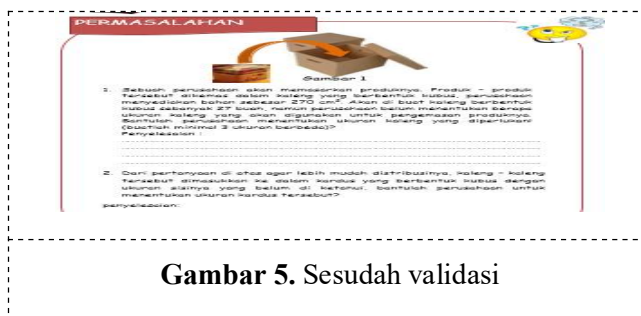 PERMASALAHAN
Gambar 1
1. Sebuah perusahaan akan memasarkan produknya. Produk - produk
tersebut dikemas dalam kaleng yang berbentuk kubus, perusahaan
menyediakan bahan sebesar 270 cm². Akan di buat kaleng berbentuk
kubus sebanyak 27 buah, namun perusahaan belum menentukan berapa
ukuran kaleng yang akan digunakan untuk pengemasan produknya.
Bantulah perusahaan menentukan ukuran kaleng yang diperlukan!
(buatlah minimal 3 ukuran berbeda)?
Penyelesaian :
2. Dari pertanyaan di atas agar lebih mudah distribusinya, kaleng - kaleng
tersebut dimasukkan ke dalam kardus yang berbentuk kubus dengan
ukuran sisinya yang belum di ketahui, bantulah perusahaan untuk
menentukan ukuran kardus tersebut?
penyelesaian:
Gambar 5. Sesudah validasi